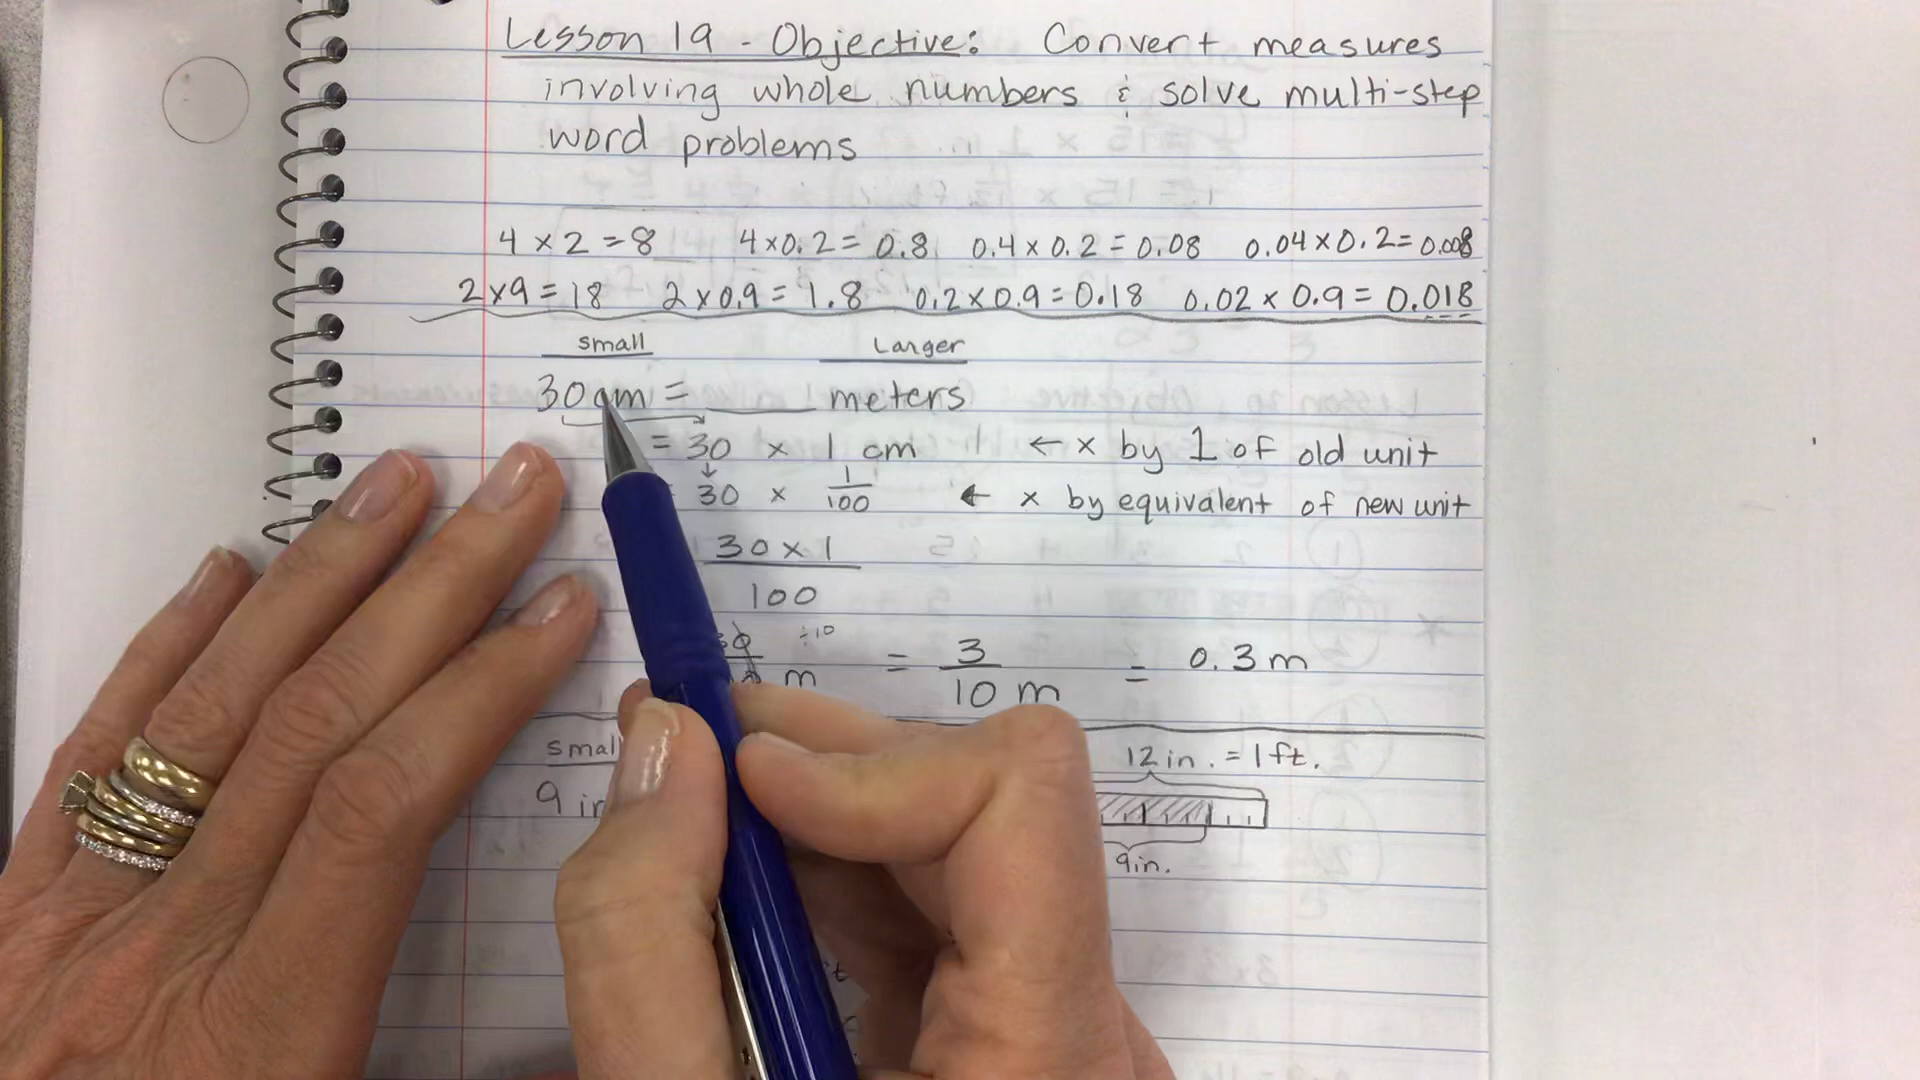 Lesson 19 - Objective: Convert measures
involving whole numbers & solve multi-step
word problems
4 x 2 = 8 4 x 0.2 = 0.8 0.4 x 0.2 = 0.08 0.04 x 0.2 = 0.008
2 x 9 = 18 2 x 0.9 = 1.8 0.2 x 0.9 = 0.18 0.02 x 0.9 = 0.018
small Larger
30 cm = ____ meters
= 30 x 1 cm ← x by 1 of old unit
30 x 1/100 ← x by equivalent of new unit
30 x 1
100
÷10
m = 3/10 m = 0.3 m
small 12 in. = 1 ft.
9 in
9 in.